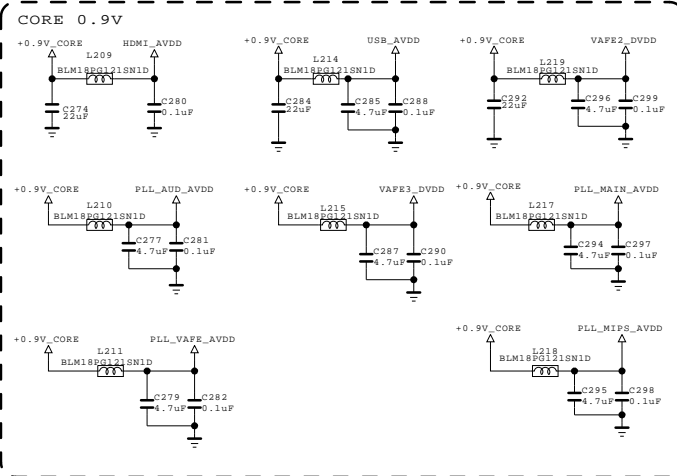 CORE 0.9V
+0.9V_CORE
HDMI_AVDD
L209
BLM18PG121SN1D
C274
22uF
C280
0.1uF
+0.9V_CORE
USB_AVDD
L214
BLM18PG121SN1D
C284
22uF
C285
4.7uF
C288
0.1uF
+0.9V_CORE
VAFE2_DVDD
L219
BLM18PG121SN1D
C292
22uF
C296
4.7uF
C299
0.1uF
+0.9V_CORE
PLL_AUD_AVDD
L210
BLM18PG121SN1D
C277
4.7uF
C281
0.1uF
+0.9V_CORE
VAFE3_DVDD
L215
BLM18PG121SN1D
C287
4.7uF
C290
0.1uF
+0.9V_CORE
PLL_MAIN_AVDD
L217
BLM18PG121SN1D
C294
4.7uF
C297
0.1uF
+0.9V_CORE
PLL_VAFE_AVDD
L211
BLM18PG121SN1D
C279
4.7uF
C282
0.1uF
+0.9V_CORE
PLL_MIPS_AVDD
L218
BLM18PG121SN1D
C295
4.7uF
C298
0.1uF